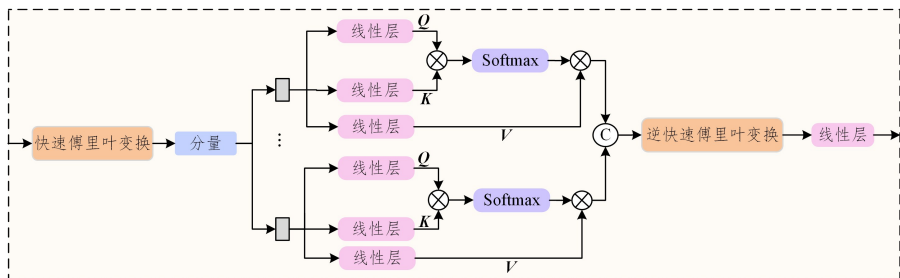 快速傅里叶变换
分量
线性层
Q
线性层
K
Softmax
线性层
V
⋮
线性层
Q
线性层
K
Softmax
线性层
V
C
逆快速傅里叶变换
线性层